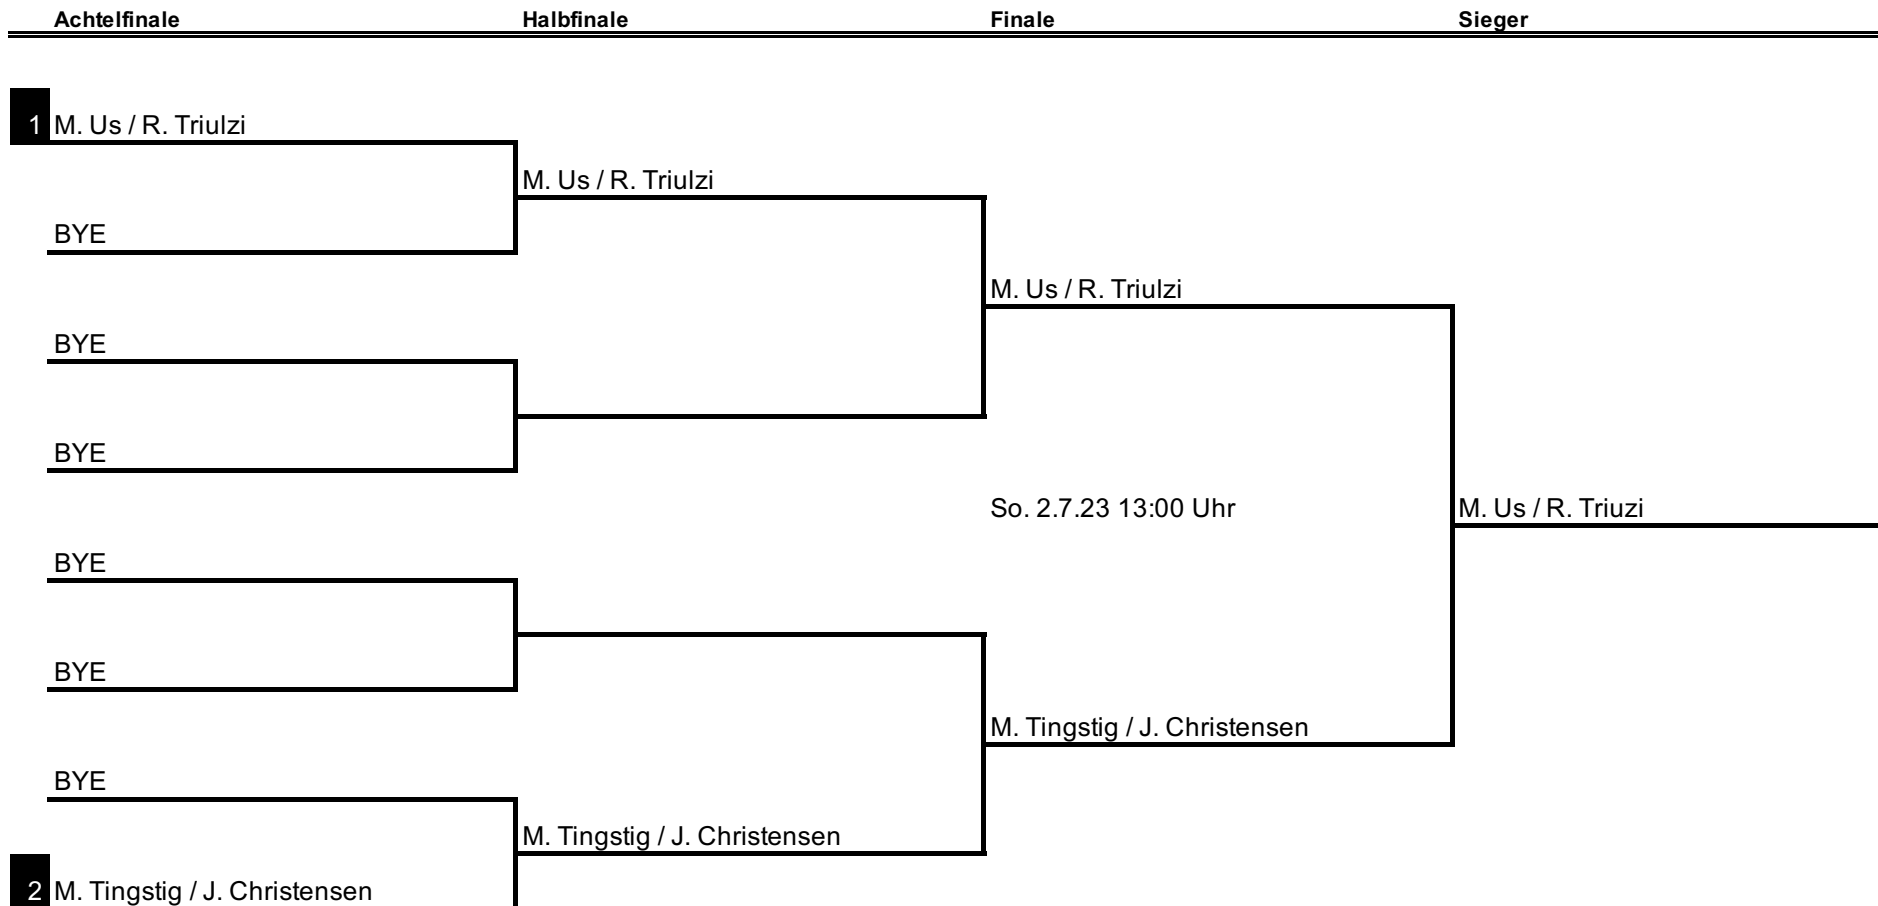 Achtelfinale Halbfinale Finale Sieger
1 M. Us / R. Triulzi
M. Us / R. Triulzi
BYE
M. Us / R. Triulzi
BYE
BYE
So. 2.7.23 13:00 Uhr M. Us / R. Triuzi
BYE
BYE
M. Tingstig / J. Christensen
BYE
M. Tingstig / J. Christensen
2 M. Tingstig / J. Christensen